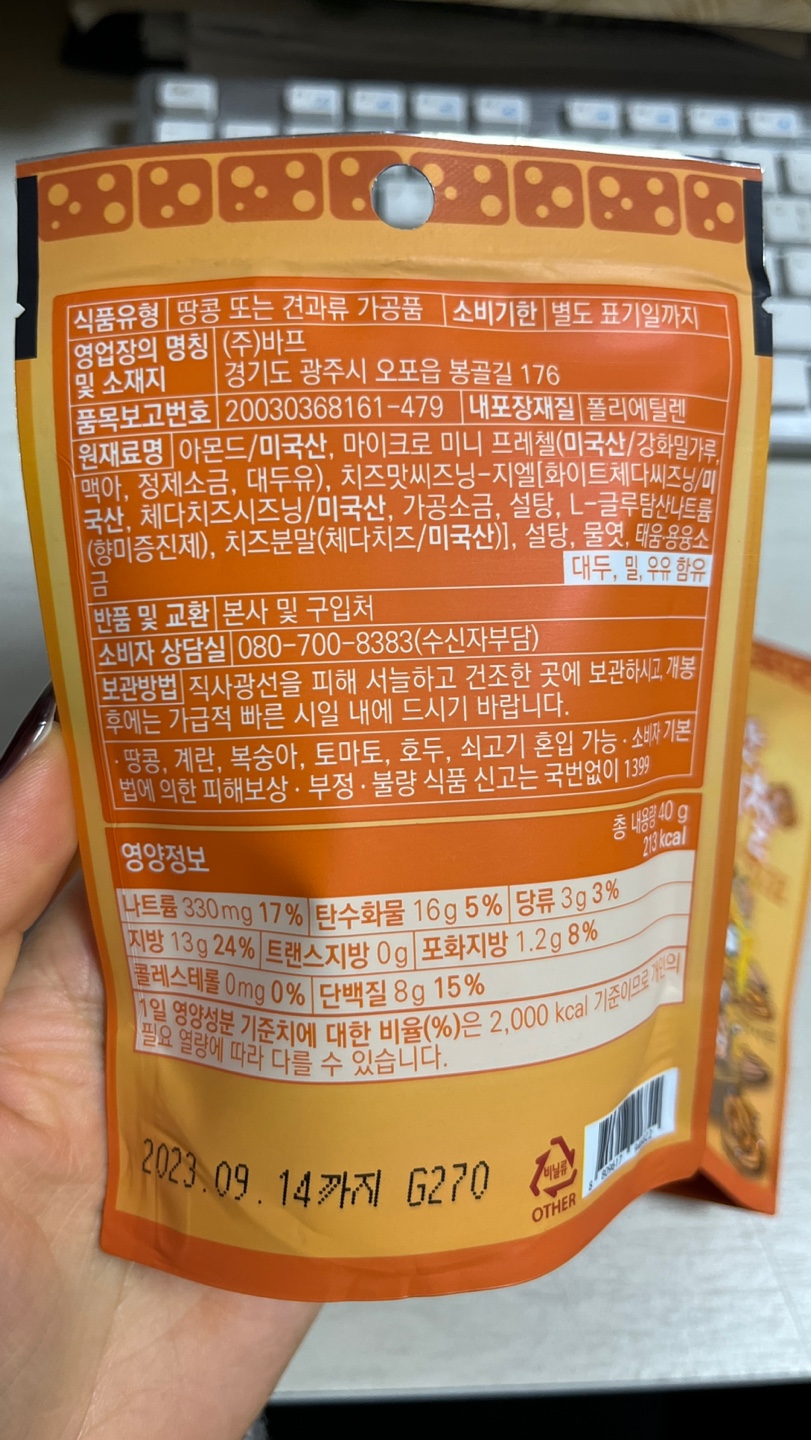 식품유형 땅콩 또는 견과류 가공품 소비기한 별도 표기일까지
영업장의 명칭 및 소재지 (주)바프
경기도 광주시 오포읍 봉골길 176
품목보고번호 20030368161-479 내포장재질 폴리에틸렌
원재료명 아몬드/미국산, 마이크로 미니 프레첼(미국산/강화밀가루,
맥아, 정제소금, 대두유), 치즈맛씨즈닝-지엘[화이트체다씨즈닝/미
국산, 체다치즈시즈닝/미국산, 가공소금, 설탕, L-글루탐산나트륨
(향미증진제), 치즈분말(체다치즈/미국산)], 설탕, 물엿, 태움·용융소
금
대두, 밀, 우유 함유
반품 및 교환 본사 및 구입처
소비자 상담실 080-700-8383(수신자부담)
보관방법 직사광선을 피해 서늘하고 건조한 곳에 보관하시고, 개봉
후에는 가급적 빠른 시일 내에 드시기 바랍니다.
· 땅콩, 계란, 복숭아, 토마토, 호두, 쇠고기 혼입 가능 · 소비자 기본
법에 의한 피해보상 · 부정 · 불량 식품 신고는 국번없이 1399
영양정보
총 내용량 40 g
213 kcal
나트륨 330mg 17% 탄수화물 16g 5% 당류 3g 3%
지방 13g 24% 트랜스지방 0g 포화지방 1.2g 8%
콜레스테롤 0mg 0% 단백질 8g 15%
1일 영양성분 기준치에 대한 비율(%)은 2,000 kcal 기준이므로 개인의
필요 열량에 따라 다를 수 있습니다.
2023.09.14까지 G270
비닐류
OTHER